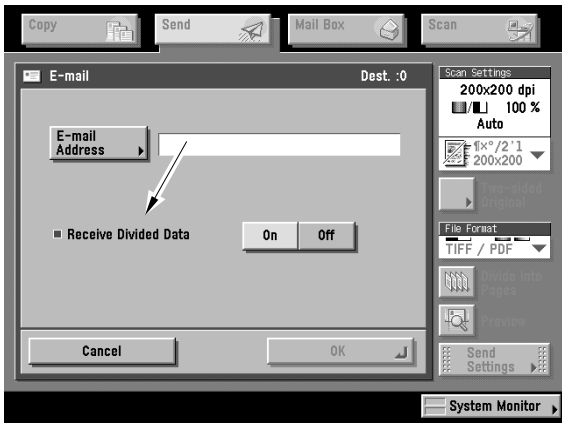 Copy
Send
Mail Box
Scan
E-mail
Dest. :0
E-mail
Address
Receive Divided Data
On
Off
Cancel
OK
Scan Settings
200x200 dpi
100 %
Auto
¶×°/2'1
200x200
Two-sided
Original
File Format
TIFF / PDF
Divide into
Pages
Preview
Send
Settings
System Monitor